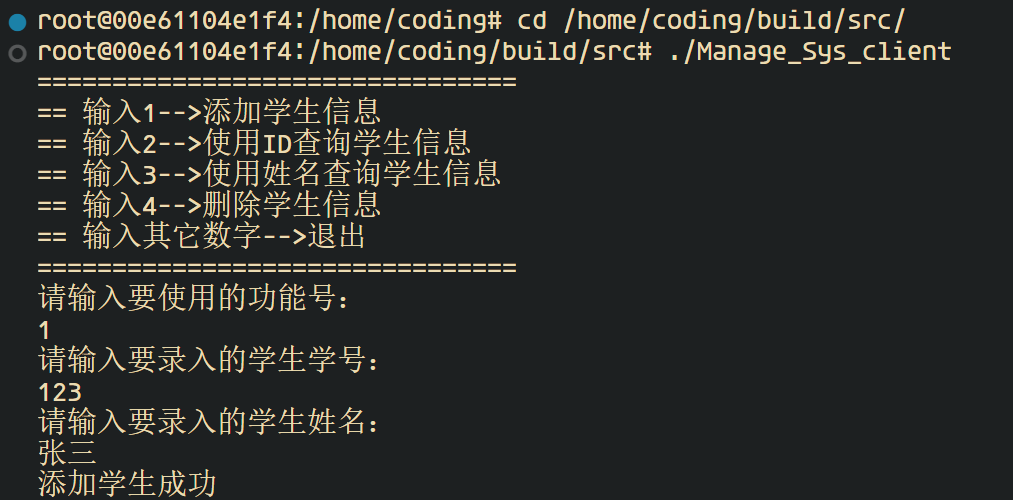 root@00e61104e1f4:/home/coding# cd /home/coding/build/src/
root@00e61104e1f4:/home/coding/build/src# ./Manage_Sys_client
================================
== 输入1-->添加学生信息
== 输入2-->使用ID查询学生信息
== 输入3-->使用姓名查询学生信息
== 输入4-->删除学生信息
== 输入其它数字-->退出
================================
请输入要使用的功能号：
1
请输入要录入的学生学号：
123
请输入要录入的学生姓名：
张三
添加学生成功